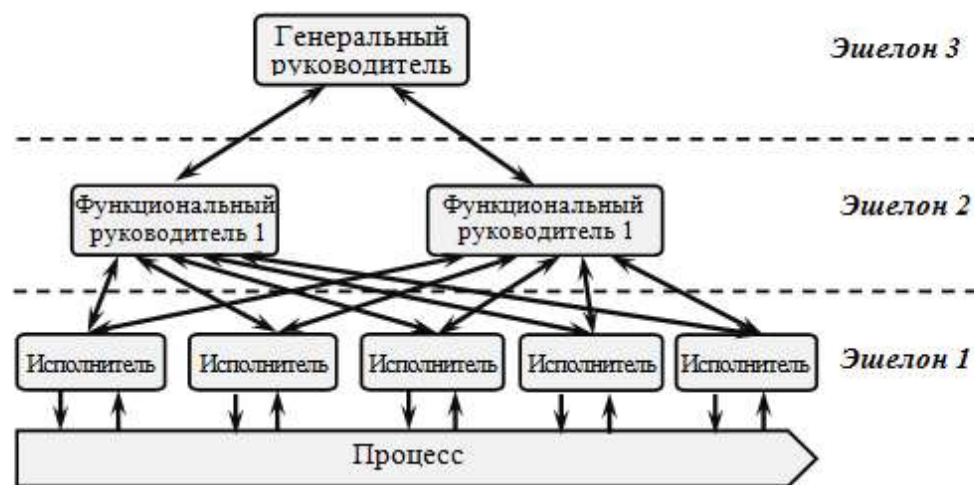 Генеральный
руководитель
Эшелон 3
Функциональный
руководитель 1
Функциональный
руководитель 1
Эшелон 2
Исполнитель
Исполнитель
Исполнитель
Исполнитель
Исполнитель
Эшелон 1
Процесс